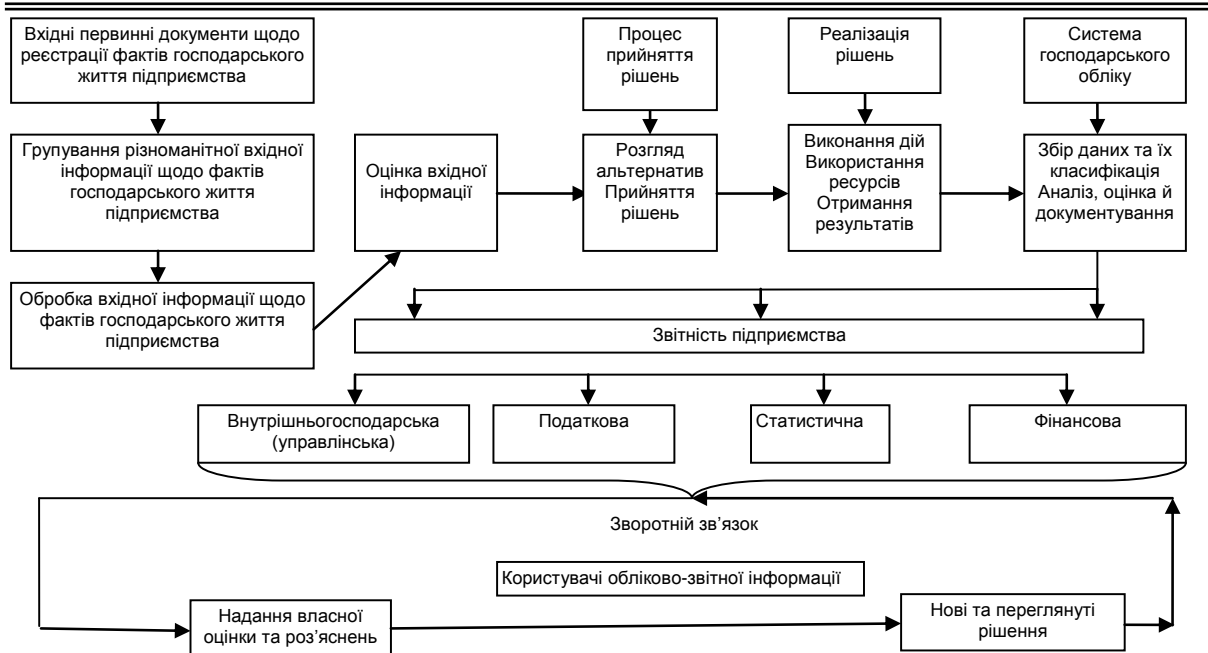 Вхідні первинні документи щодо
реєстрації фактів господарського
життя підприємства
Процес
прийняття
рішень
Реалізація
рішень
Система
господарського
обліку
Групування різноманітної вхідної
інформації щодо фактів
господарського життя
підприємства
Оцінка вхідної
інформації
Розгляд
альтернатив
Прийняття
рішень
Виконання дій
Використання
ресурсів
Отримання
результатів
Збір даних та їх
класифікація
Аналіз, оцінка й
документування
Обробка вхідної інформації щодо
фактів господарського життя
підприємства
Звітність підприємства
Внутрішньогосподарська
(управлінська)
Податкова
Статистична
Фінансова
Зворотній зв’язок
Користувачі обліково-звітної інформації
Надання власної
оцінки та роз’яснень
Нові та переглянуті
рішення